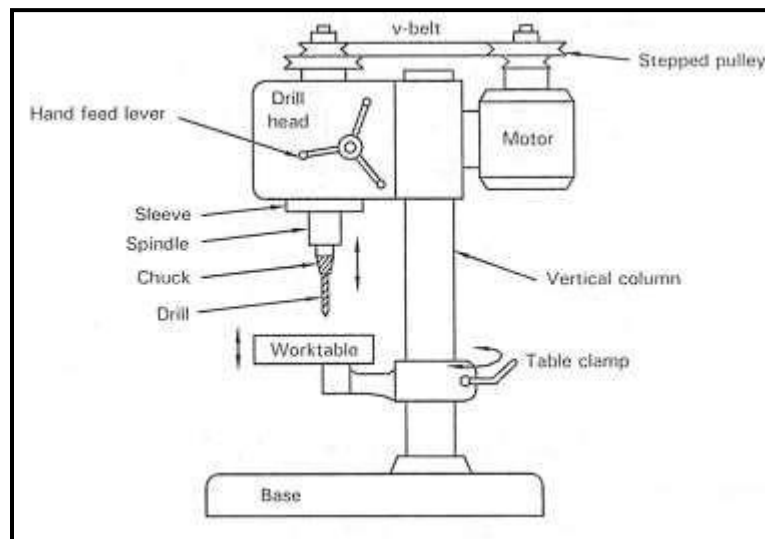 v-belt
Stepped pulley
Drill
head
Hand feed lever
Motor
Sleeve
Spindle
Chuck
Vertical column
Drill
Worktable
Table clamp
Base